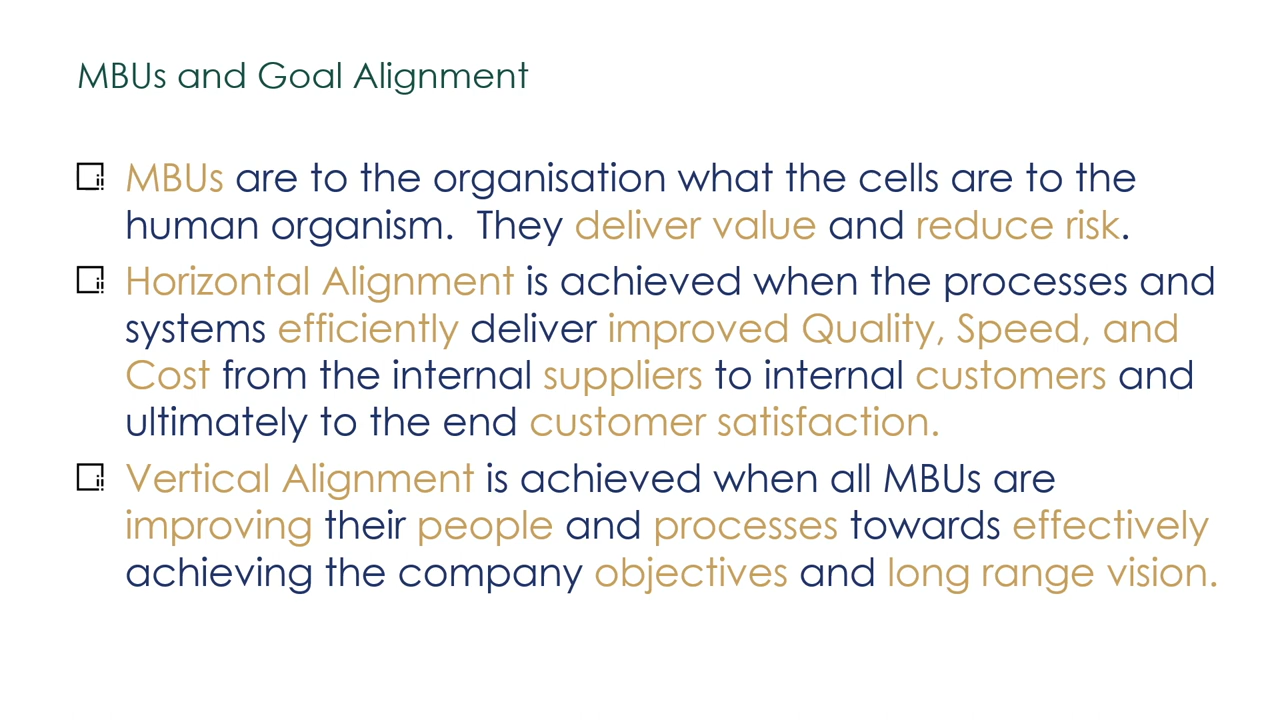 MBUs and Goal Alignment
MBUs are to the organisation what the cells are to the
human organism.  They deliver value and reduce risk.
Horizontal Alignment is achieved when the processes and
systems efficiently deliver improved Quality, Speed, and
Cost from the internal suppliers to internal customers and
ultimately to the end customer satisfaction.
Vertical Alignment is achieved when all MBUs are
improving their people and processes towards effectively
achieving the company objectives and long range vision.